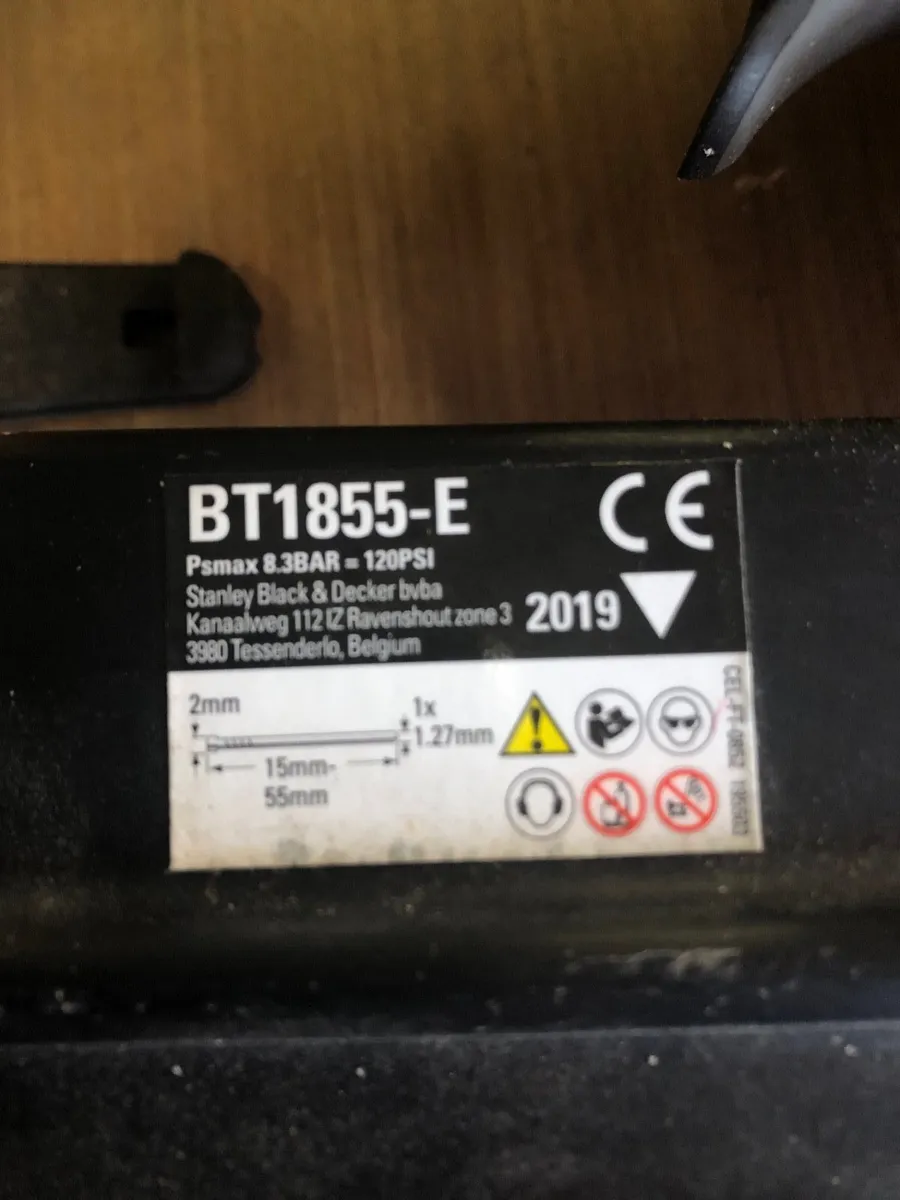 BT1855-E
CE
Psmax 8.3BAR = 120PSI
Stanley Black & Decker bvba
Kanaalweg 112 IZ Ravenshout zone 3
3980 Tessenderlo, Belgium
2019
2mm
1x
1.27mm
15mm-
55mm